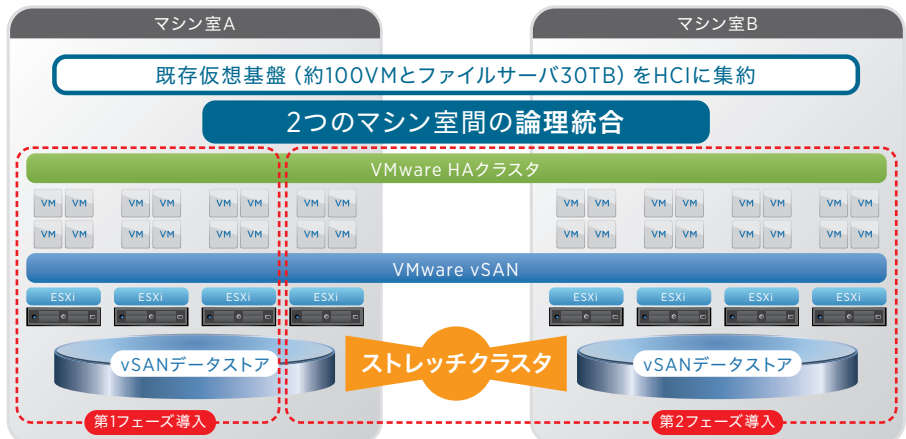 マシン室A
マシン室B
既存仮想基盤（約100VMとファイルサーバ30TB）をHCIに集約
2つのマシン室間の論理統合
VMware HAクラスタ
VM VM VM VM VM VM VM VM VM VM VM VM VM VM VM VM
VM VM VM VM VM VM VM VM VM VM VM VM VM VM VM VM
VMware vSAN
ESXi ESXi ESXi ESXi ESXi ESXi ESXi ESXi
vSANデータストア
ストレッチクラスタ
vSANデータストア
第1フェーズ導入
第2フェーズ導入